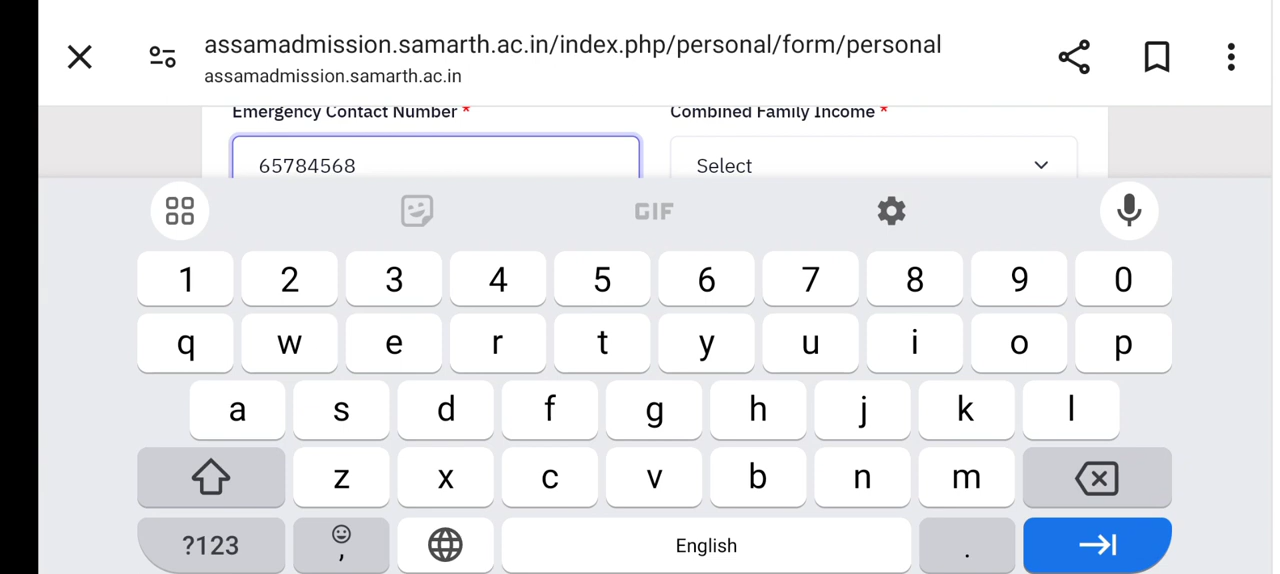 assamadmission.samarth.ac.in/index.php/personal/form/personal
assamadmission.samarth.ac.in
Emergency Contact Number * Combined Family Income *
65784568 Select
GIF
1 2 3 4 5 6 7 8 9 0
q w e r t y u i o p
a s d f g h j k l
z x c v b n m
?123 , English .